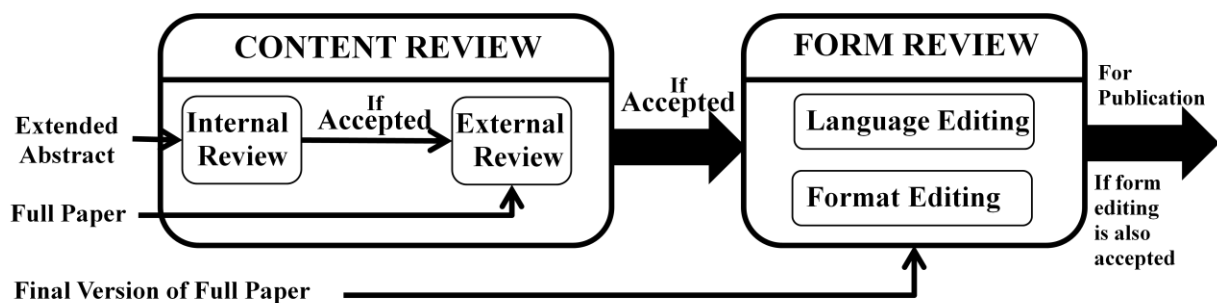 CONTENT REVIEW
FORM REVIEW
Extended
Abstract
Internal
Review
If
Accepted
External
Review
Full Paper
If
Accepted
Language Editing
Format Editing
For
Publication
If form
editing
is also
accepted
Final Version of Full Paper